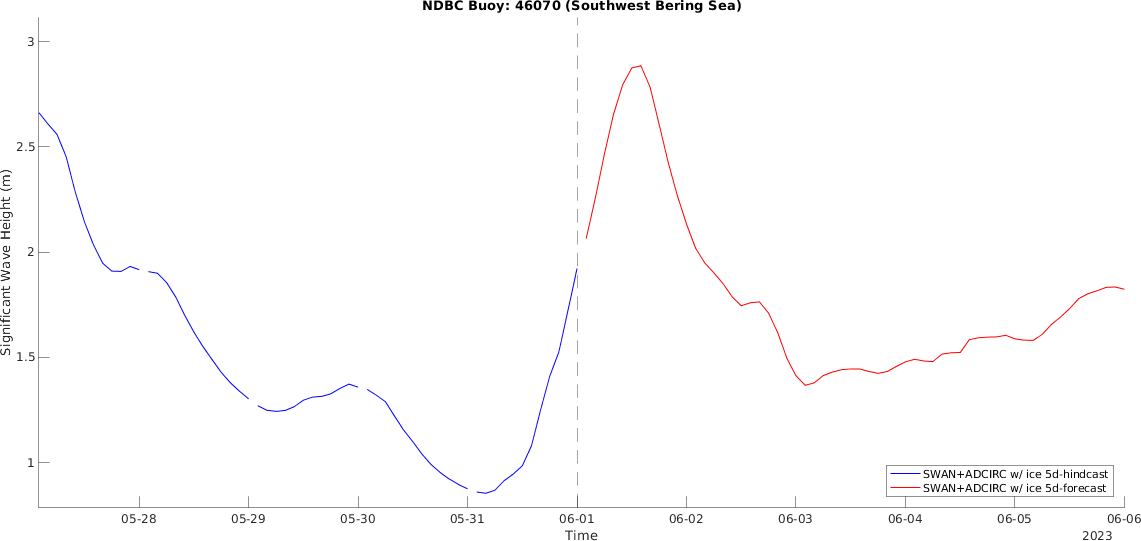 NDBC Buoy: 46070 (Southwest Bering Sea)
Significant Wave Height (m)
3
2.5
2
1.5
1
SWAN+ADCIRC w/ ice 5d-hindcast
SWAN+ADCIRC w/ ice 5d-forecast
05-28 05-29 05-30 05-31 06-01 06-02 06-03 06-04 06-05 06-06
Time
2023